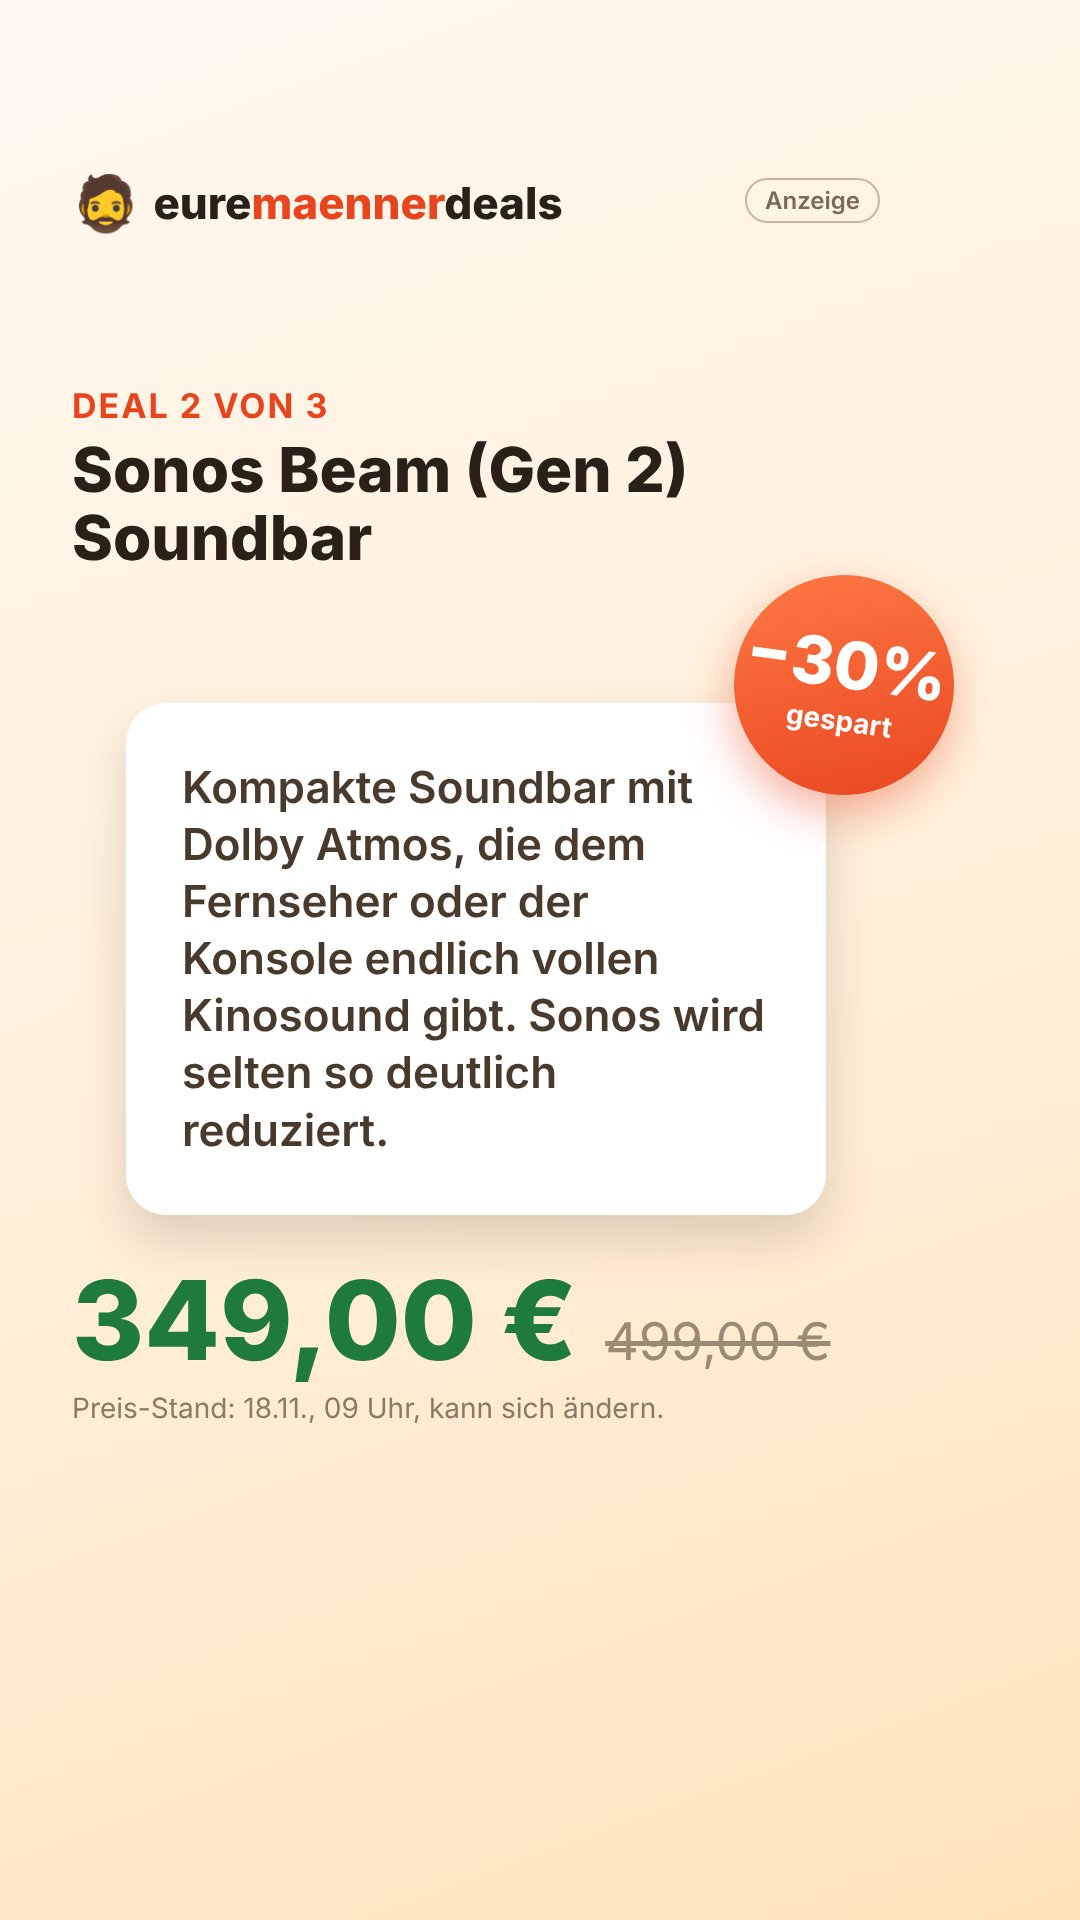 euremaennerdeals
Anzeige
DEAL 2 VON 3
Sonos Beam (Gen 2)
Soundbar
−30%
gespart
Kompakte Soundbar mit
Dolby Atmos, die dem
Fernseher oder der
Konsole endlich vollen
Kinosound gibt. Sonos wird
selten so deutlich
reduziert.
349,00 € 499,00 €
Preis-Stand: 18.11., 09 Uhr, kann sich ändern.